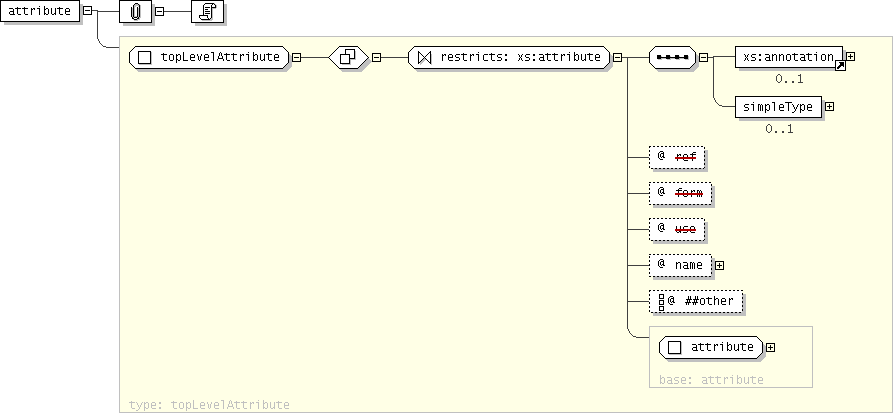 attribute
topLevelAttribute
restricts: xs:attribute
xs:annotation
0..1
simpleType
0..1
@ ref
@ form
@ use
@ name
@ ##other
attribute
base: attribute
type: topLevelAttribute